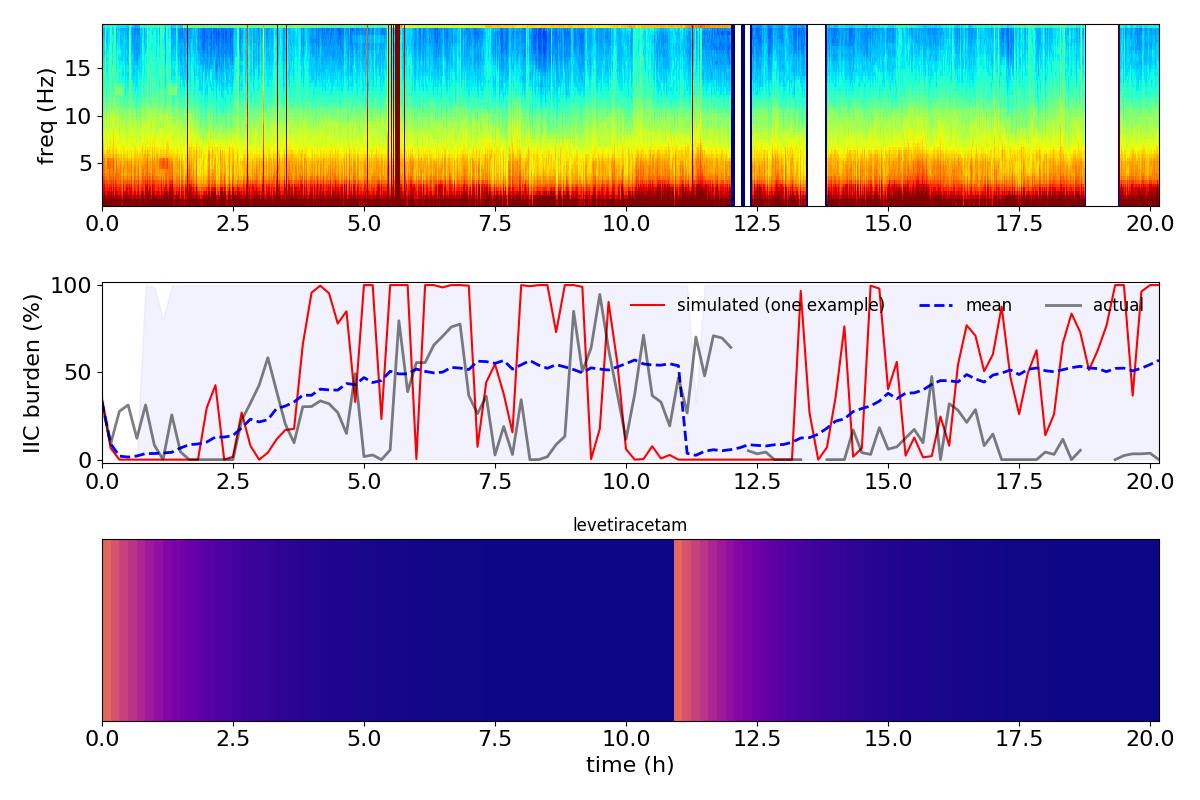 freq (Hz)
15
10
5
0.0 2.5 5.0 7.5 10.0 12.5 15.0 17.5 20.0
IIC burden (%)
100
50
0
simulated (one example) mean actual
0.0 2.5 5.0 7.5 10.0 12.5 15.0 17.5 20.0
levetiracetam
0.0 2.5 5.0 7.5 10.0 12.5 15.0 17.5 20.0
time (h)